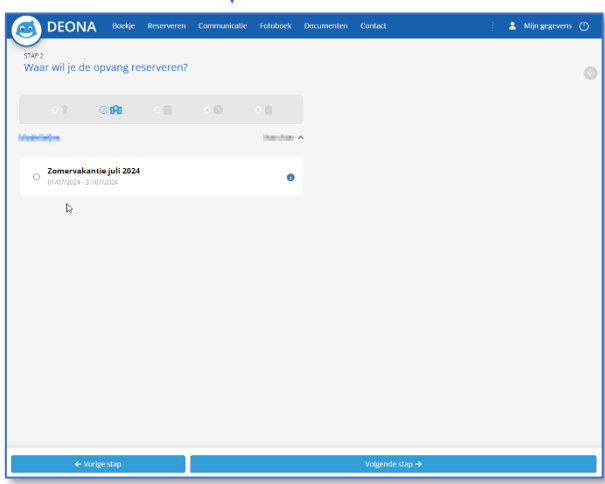 DEONA Boekje Reserveren Communicatie Fotoboek Documenten Contact Mijn gegevens
STAP 2
Waar wil je de opvang reserveren?
Zomervakantie juli 2024
01/07/2024 - 31/07/2024
← Vorige stap Volgende stap →